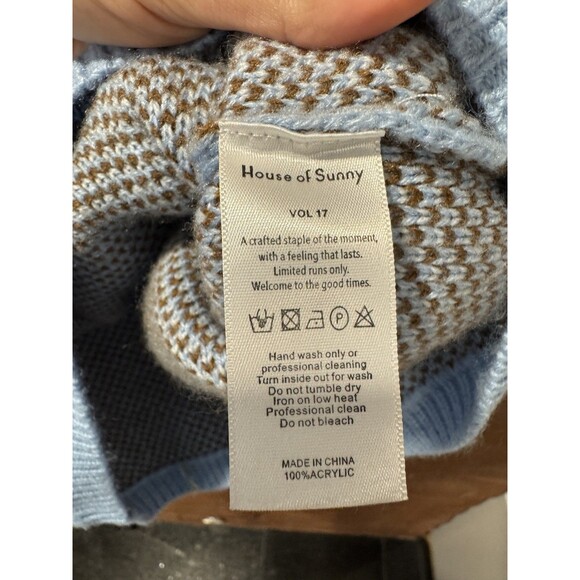 House of Sunny
VOL 17
A crafted staple of the moment,
with a feeling that lasts.
Limited runs only.
Welcome to the good times.
P
Hand wash only or
professional cleaning
Turn inside out for wash
Do not tumble dry
Iron on low heat
Professional clean
Do not bleach
MADE IN CHINA
100%ACRYLIC